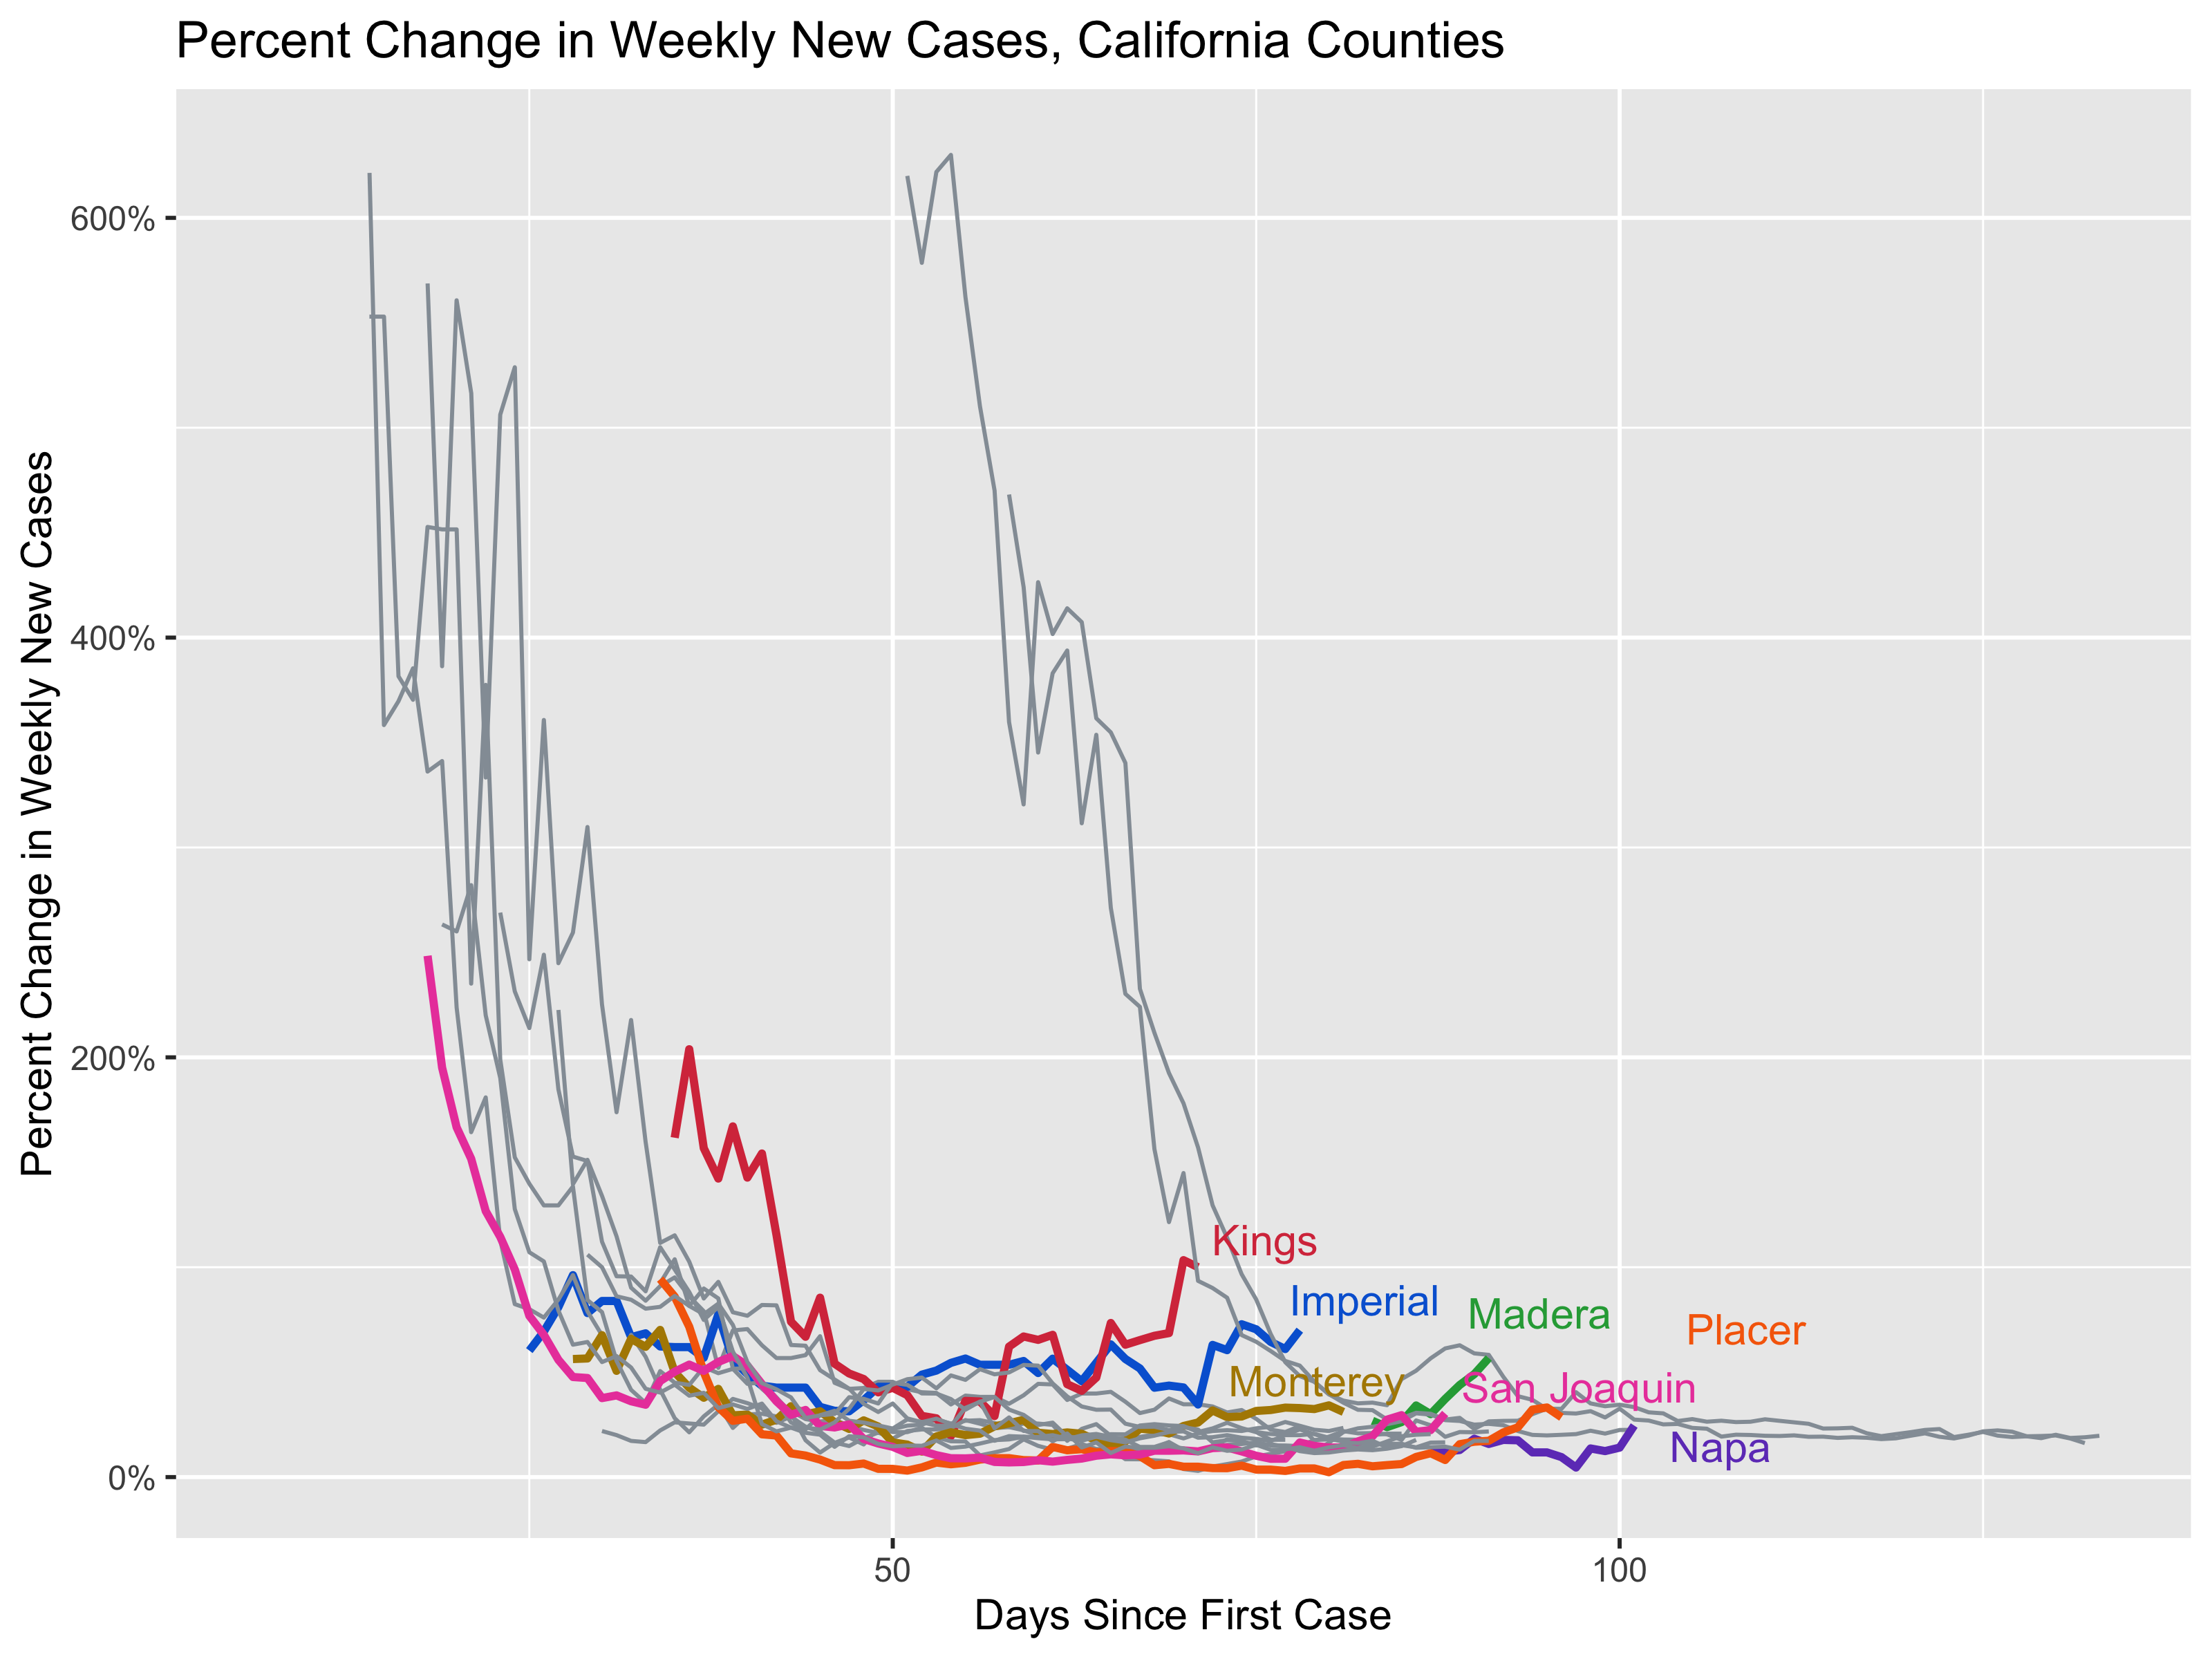 Percent Change in Weekly New Cases, California Counties
Percent Change in Weekly New Cases
600%
400%
200%
0%
Kings
Imperial
Madera
Placer
Monterey
San Joaquin
Napa
50
100
Days Since First Case